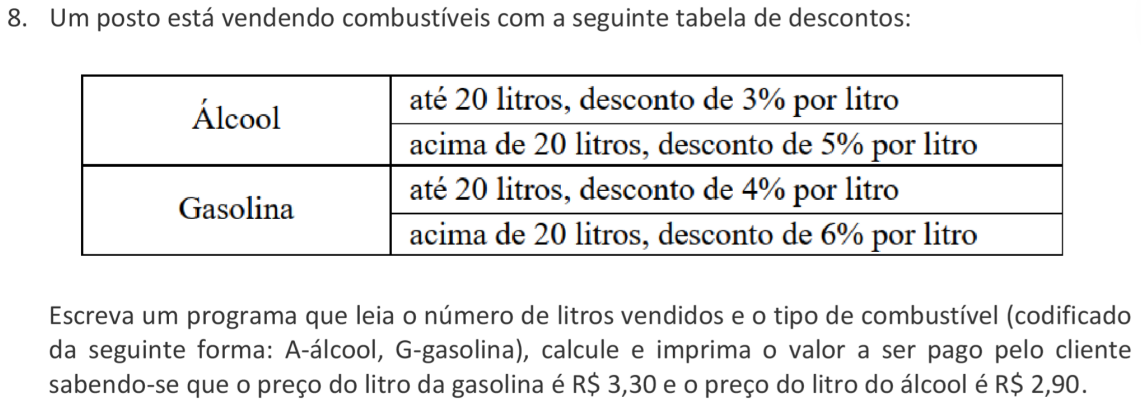 8. Um posto está vendendo combustíveis com a seguinte tabela de descontos:
Álcool
até 20 litros, desconto de 3% por litro
acima de 20 litros, desconto de 5% por litro
Gasolina
até 20 litros, desconto de 4% por litro
acima de 20 litros, desconto de 6% por litro
Escreva um programa que leia o número de litros vendidos e o tipo de combustível (codificado
da seguinte forma: A-álcool, G-gasolina), calcule e imprima o valor a ser pago pelo cliente
sabendo-se que o preço do litro da gasolina é R$ 3,30 e o preço do litro do álcool é R$ 2,90.